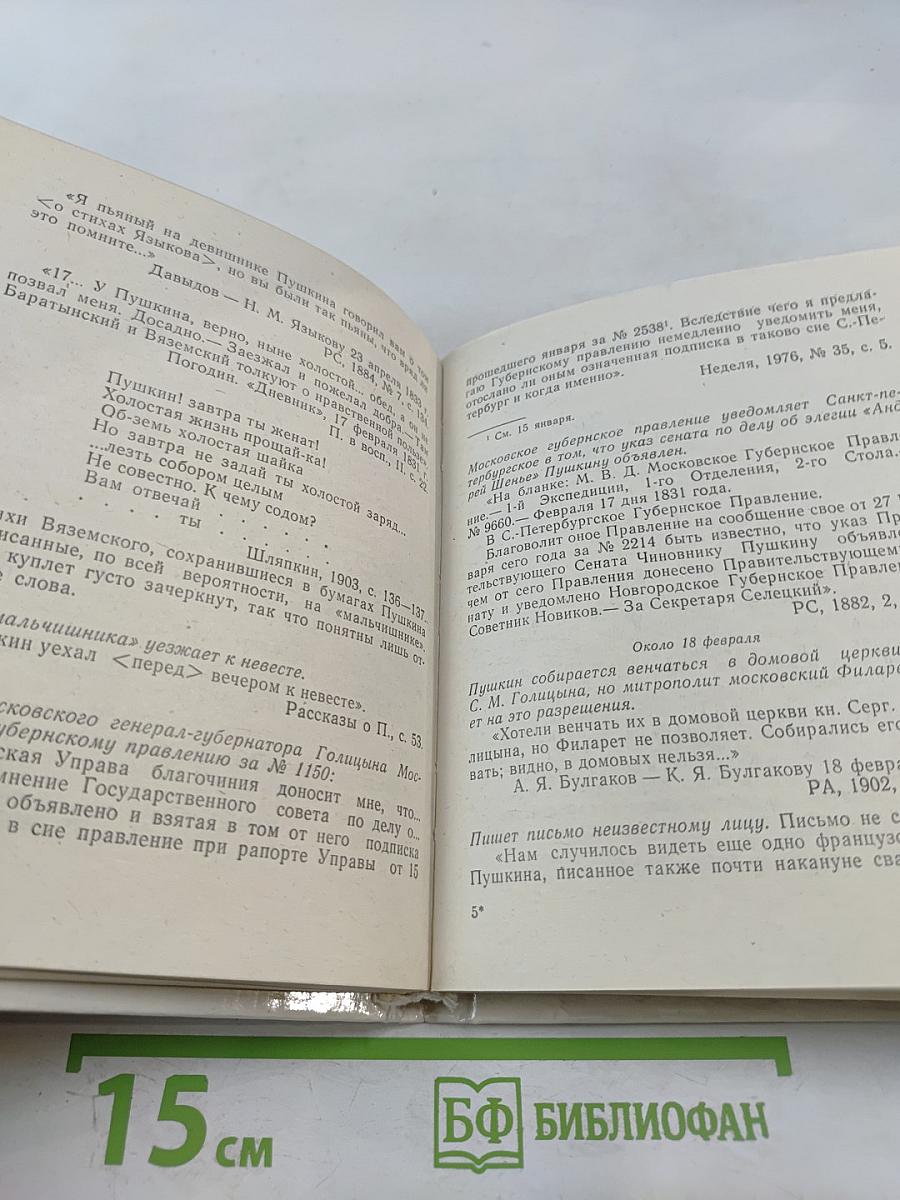 «Я пьяный на девишнике Пушкина говорил вам о том
<о стихах Языкова>, но вы были так пьяны, что вряд ли
это помните...»
Давыдов — Н. М. Языкову 23 апреля 1833.
РС, 1884, № 7, с. 134
«17... У Пушкина, верно, ныне холостой... обед, а он не
позвал меня. Досадно.— Заезжал и пожелал добра.— Там
Баратынский и Вяземский толкуют о нравственной пользе».
Погодин. «Дневник», 17 февраля 1831 г.
П. в восп., II, с. 22.
Пушкин! завтра ты женат!
Холостая жизнь прощай-ка!
Об-земь холостая шайка
Но завтра не задай ты холостой заряд...
...лезть собором целым
Не совестно. К чему содом?
Вам отвечай . . . . . .
. . . ты . . . . . .
Шляпкин, 1903, с. 136—137.
хи Вяземского, сохранившиеся в бумагах Пушкина
исанные, по всей вероятности, на «мальчишнике».
куплет густо зачеркнут, так что понятны лишь от-
е слова.
мальчишника» уезжает к невесте.
кин уехал <перед> вечером к невесте».
Рассказы о П., с. 53.
сковского генерал-губернатора Голицына Мос-
убернскому правлению за № 1150:
ская Управа благочиния доносит мне, что...
мнение Государственного совета по делу о...
объявлено и взятая в том от него подписка
в сие правление при рапорте Управы от 15
прошедшего января за № 2538¹. Вследствие чего я предла-
гаю Губернскому правлению немедленно уведомить меня,
отослано ли оным означенная подписка в таково сие С.-Пе-
тербург и когда именно».
Неделя, 1976, № 35, с. 5.
¹ См. 15 января.
Московское губернское правление уведомляет Санкт-пе-
тербургское в том, что указ сената по делу об элегии «Анд
рей Шенье» Пушкину объявлен.
«На бланке: М. В. Д. Московское Губернское Правле
ние.— 1-й Экспедиции, 1-го Отделения, 2-го Стола.—
№ 9660.— Февраля 17 дня 1831 года.
В С.-Петербургское Губернское Правление.
Благоволит оное Правление на сообщение свое от 27 я
варя сего года за № 2214 быть известно, что указ Пра
тельствующего Сената Чиновнику Пушкину объявлен
чем от сего Правления донесено Правительствующему
нату и уведомлено Новгородское Губернское Правлен
Советник Новиков.— За Секретаря Селецкий».
РС, 1882, 2,
Около 18 февраля
Пушкин собирается венчаться в домовой церкви
С. М. Голицына, но митрополит московский Филаре
ет на это разрешения.
«Хотели венчать их в домовой церкви кн. Серг.
лицына, но Филарет не позволяет. Собирались его
вать; видно, в домовых нельзя...»
А. Я. Булгаков — К. Я. Булгакову 18 февра
РА, 1902,
Пишет письмо неизвестному лицу. Письмо не с
«Нам случилось видеть еще одно французс
Пушкина, писанное также почти накануне сва
5*
15 см
БФ БИБЛИОФАН